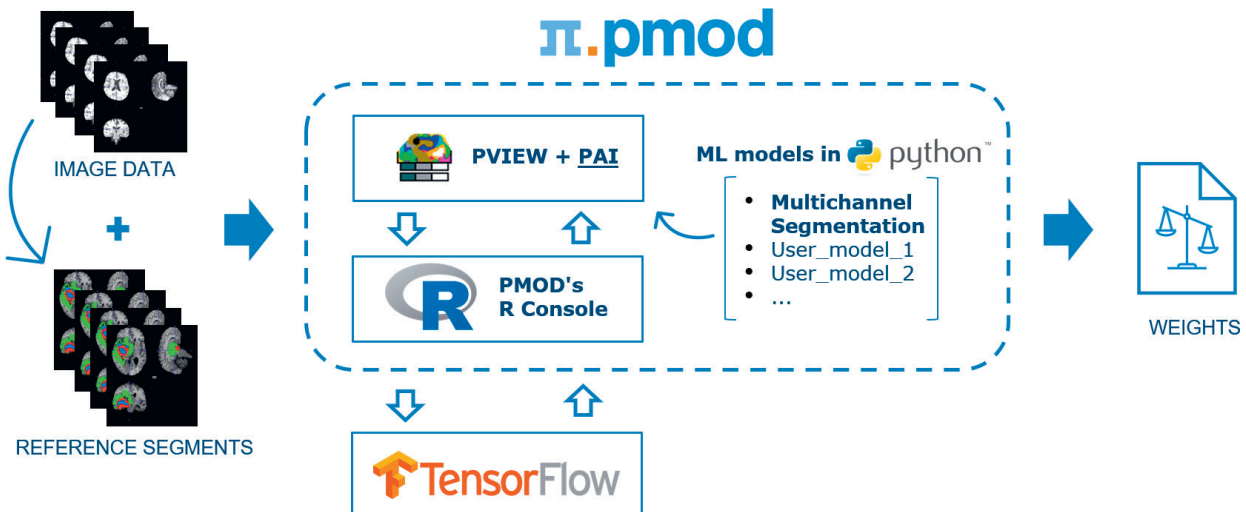 π.pmod
IMAGE DATA
+
REFERENCE SEGMENTS
PVIEW + PAI
R
PMOD's
R Console
TensorFlow
ML models in python™
• Multichannel
Segmentation
• User_model_1
• User_model_2
• ...
WEIGHTS